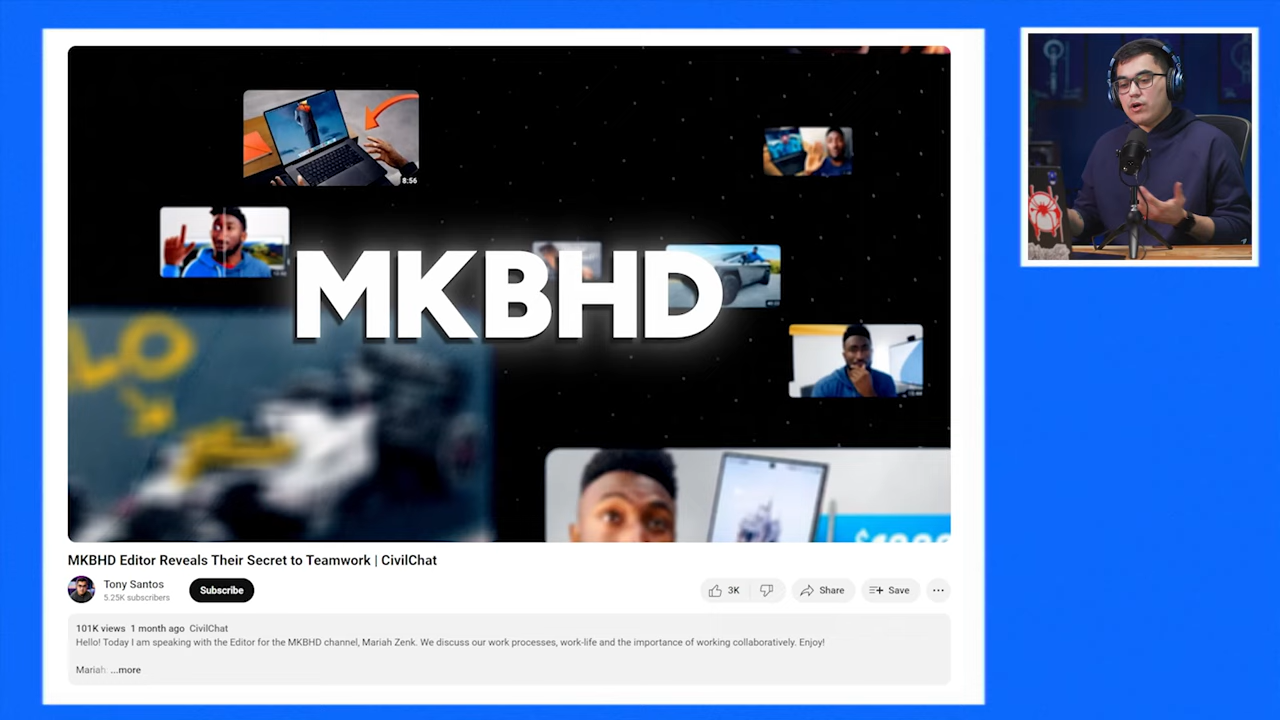 8:56
MKBHD
LO
MKBHD Editor Reveals Their Secret to Teamwork | CivilChat
Tony Santos
5.25K subscribers
Subscribe
3K
Share
Save
101K views 1 month ago CivilChat
Hello! Today I am speaking with the Editor for the MKBHD channel, Mariah Zenk. We discuss our work processes, work-life and the importance of working collaboratively. Enjoy!
Mariah ...more